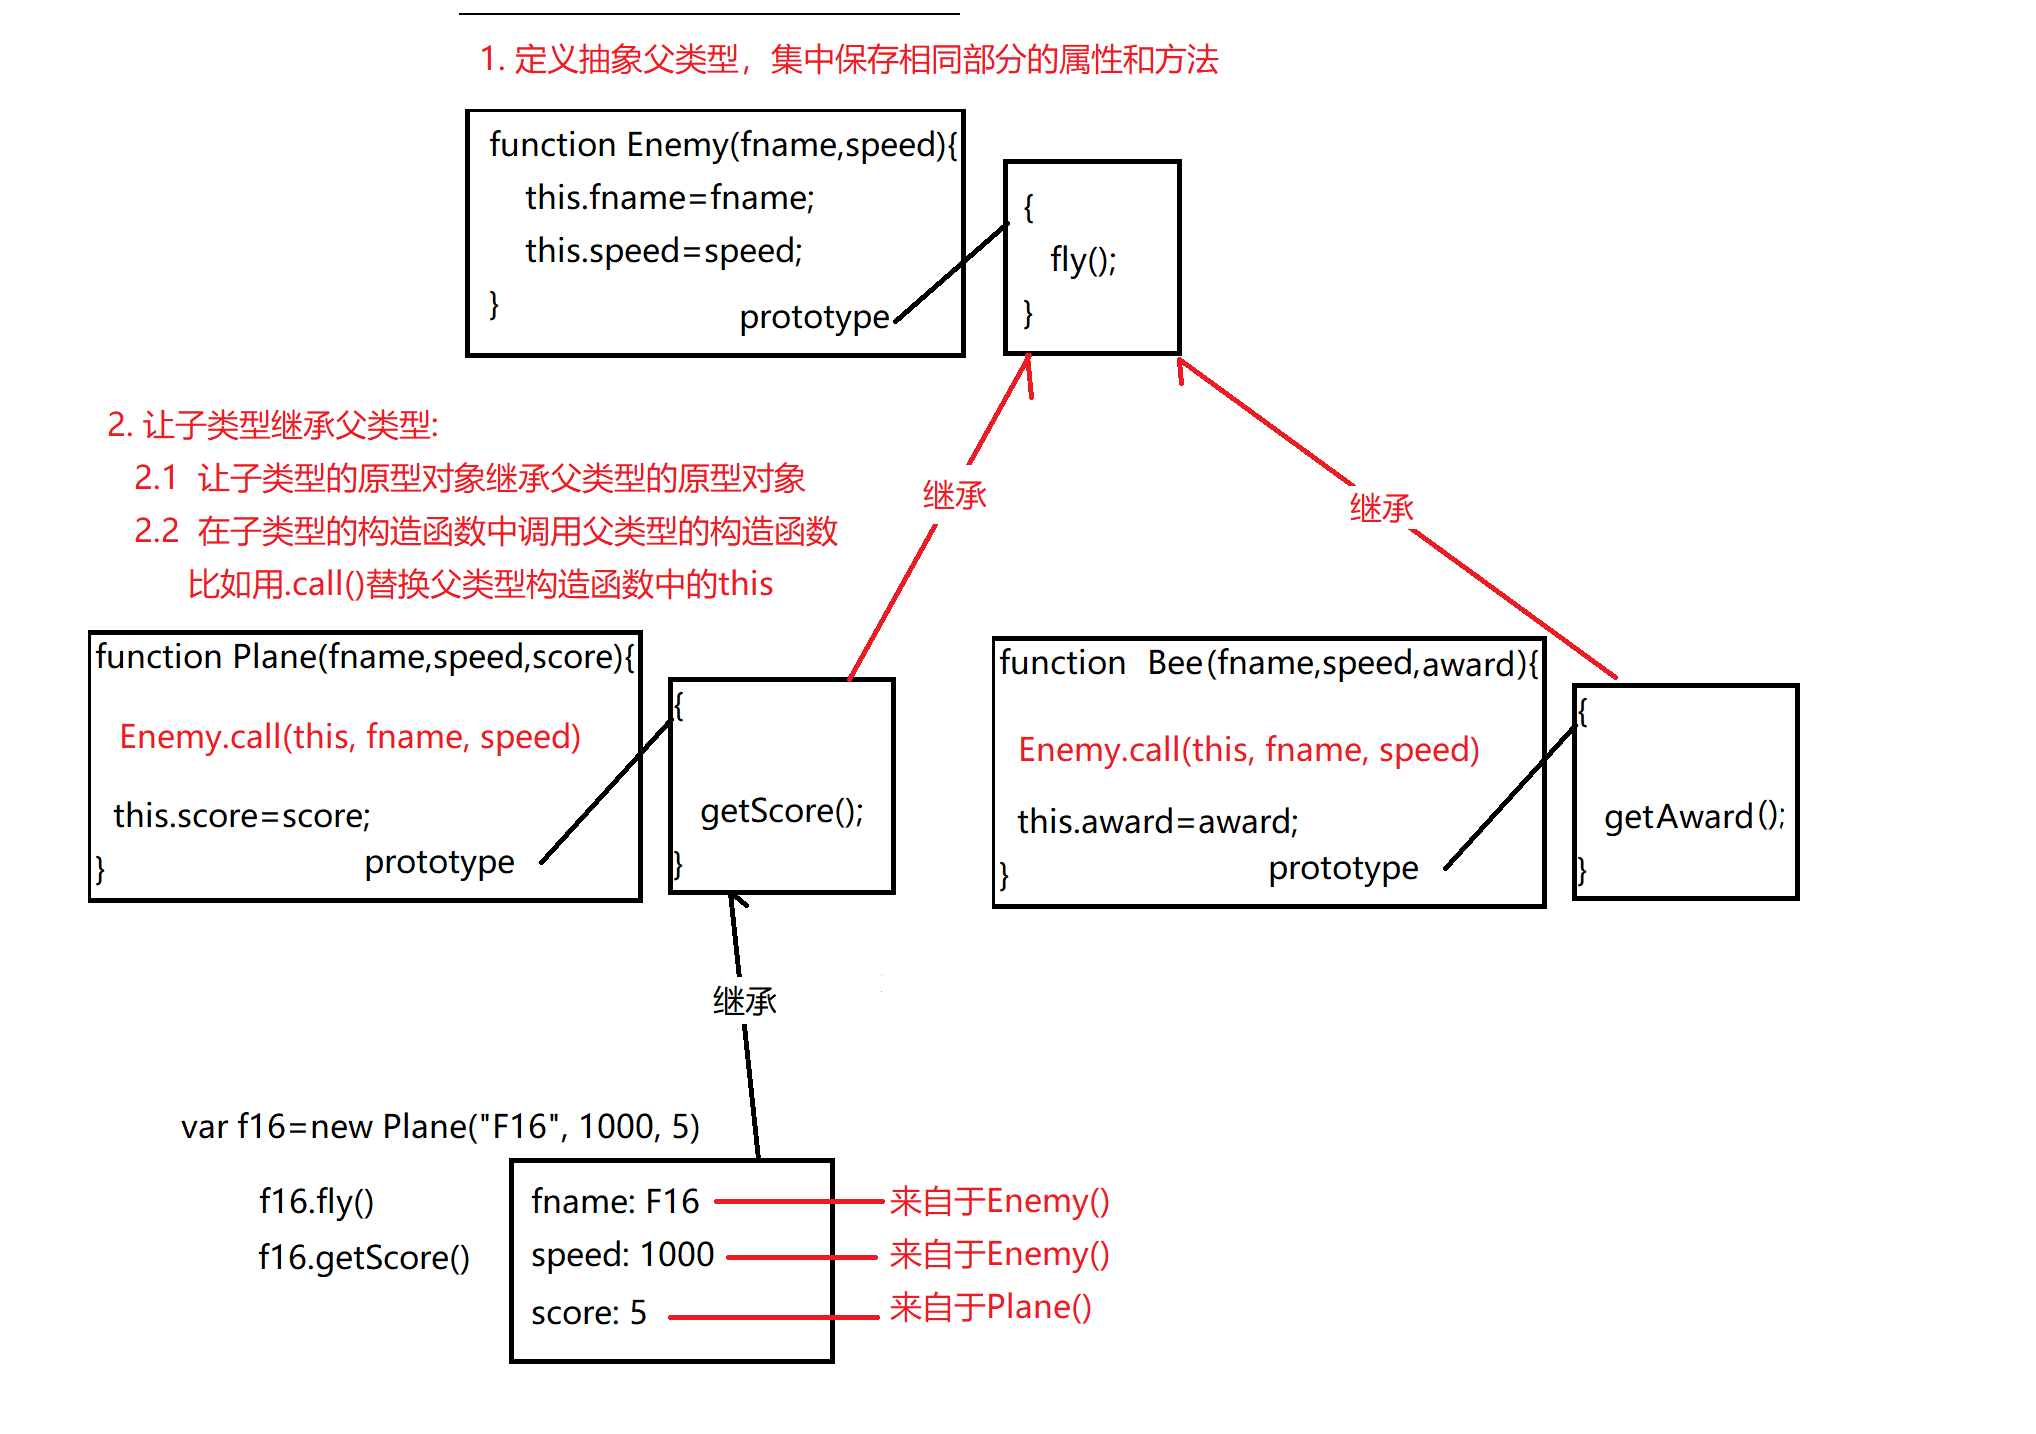 1. 定义抽象父类型，集中保存相同部分的属性和方法
function Enemy(fname,speed){
this.fname=fname;
this.speed=speed;
}
prototype
{
fly();
}
2. 让子类型继承父类型:
2.1 让子类型的原型对象继承父类型的原型对象
2.2 在子类型的构造函数中调用父类型的构造函数
比如用.call()替换父类型构造函数中的this
继承
继承
function Plane(fname,speed,score){
Enemy.call(this, fname, speed)
this.score=score;
}
prototype
{
getScore();
}
function Bee(fname,speed,award){
Enemy.call(this, fname, speed)
this.award=award;
}
prototype
{
getAward();
}
继承
var f16=new Plane("F16", 1000, 5)
f16.fly()
f16.getScore()
fname: F16
speed: 1000
score: 5
来自于Enemy()
来自于Enemy()
来自于Plane()